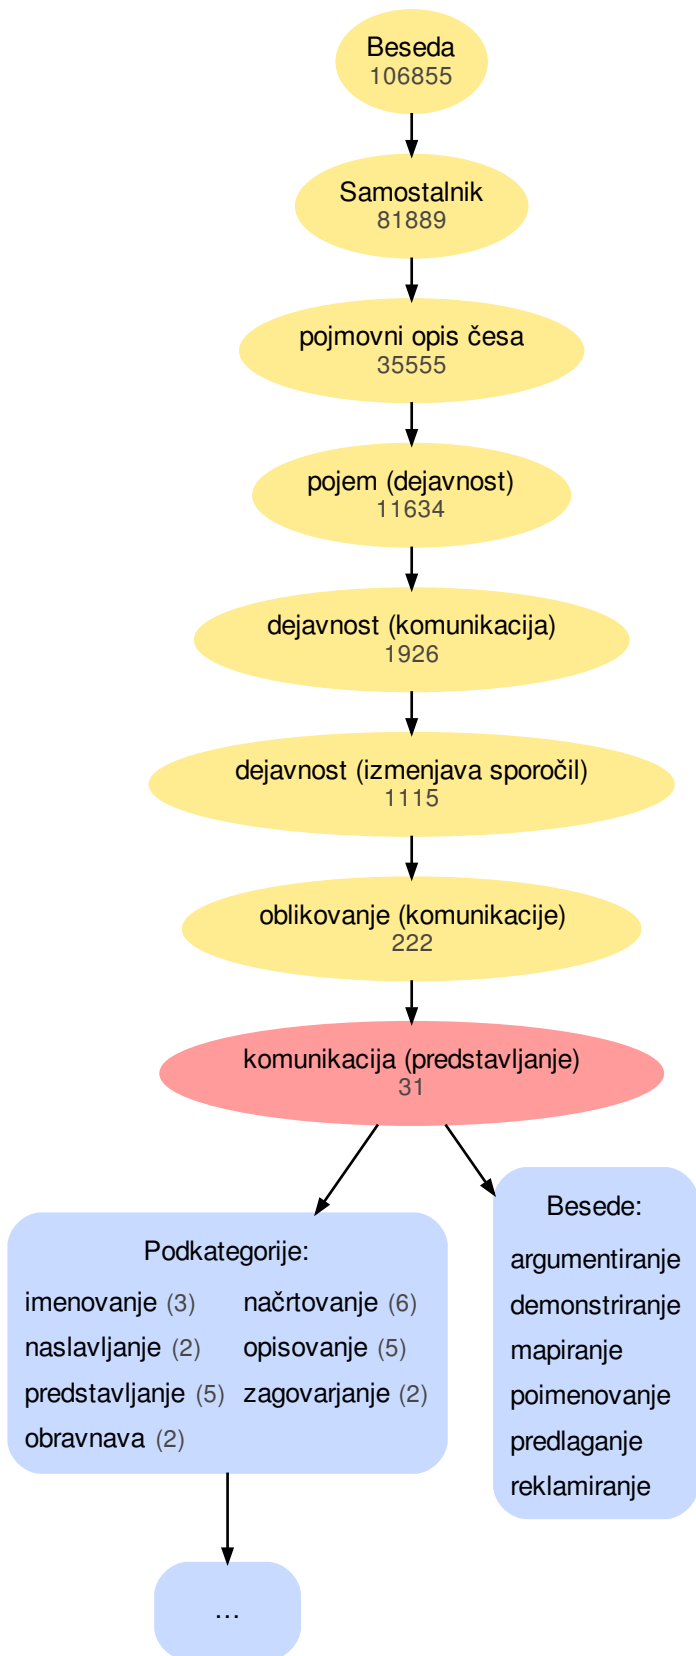 Beseda
106855
Samostalnik
81889
pojmovni opis česa
35555
pojem (dejavnost)
11634
dejavnost (komunikacija)
1926
dejavnost (izmenjava sporočil)
1115
oblikovanje (komunikacije)
222
komunikacija (predstavljanje)
31
Podkategorije:
imenovanje (3) načrtovanje (6)
naslavljanje (2) opisovanje (5)
predstavljanje (5) zagovarjanje (2)
obravnava (2)
...
Besede:
argumentiranje
demonstriranje
mapiranje
poimenovanje
predlaganje
reklamiranje